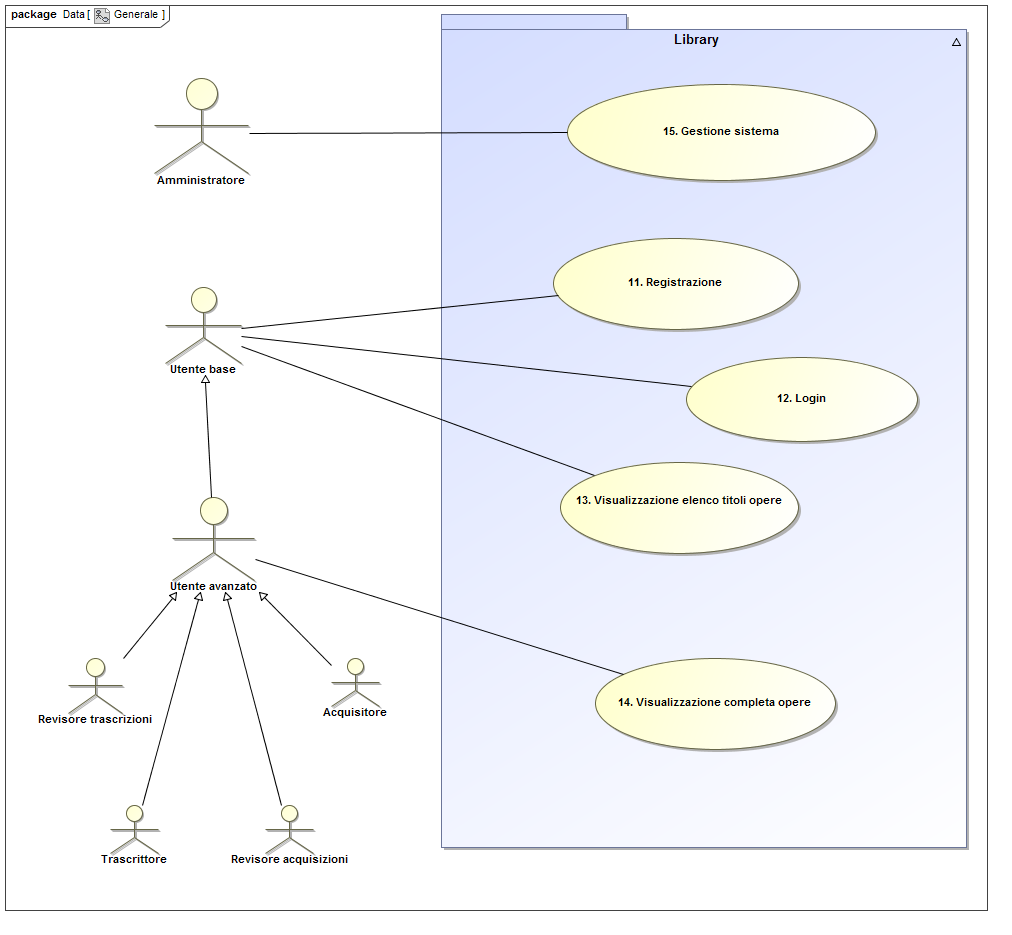 package Data [ Generale ]
Library
15. Gestione sistema
Amministratore
11. Registrazione
Utente base
12. Login
13. Visualizzazione elenco titoli opere
Utente avanzato
14. Visualizzazione completa opere
Revisore trascrizioni
Acquisitore
Trascrittore
Revisore acquisizioni